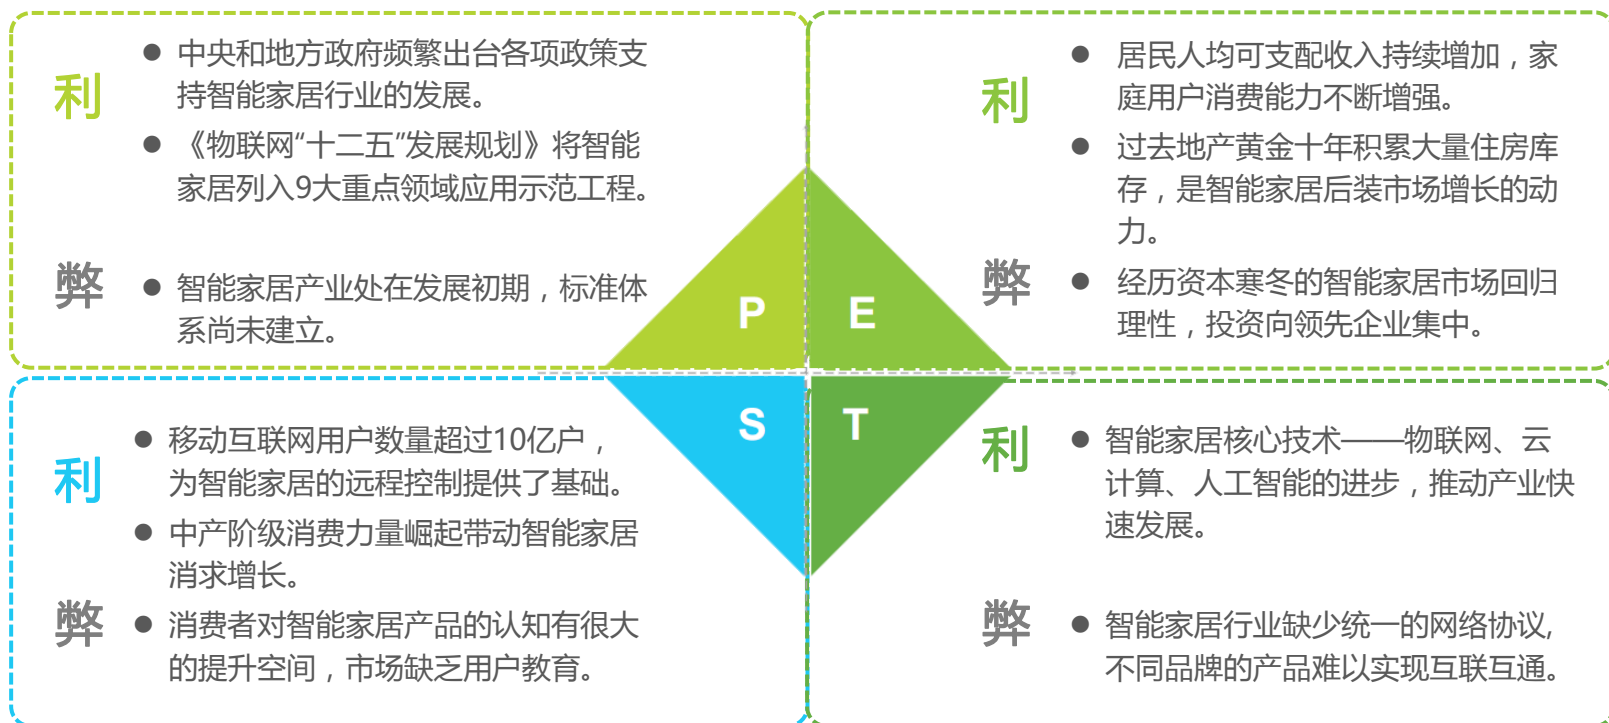 利
● 中央和地方政府频繁出台各项政策支
持智能家居行业的发展。
● 《物联网“十二五”发展规划》将智能
家居列入9大重点领域应用示范工程。
弊
● 智能家居产业处在发展初期，标准体
系尚未建立。
利
● 居民人均可支配收入持续增加，家
庭用户消费能力不断增强。
● 过去地产黄金十年积累大量住房库
存，是智能家居后装市场增长的动
力。
弊
● 经历资本寒冬的智能家居市场回归
理性，投资向领先企业集中。
P
E
S
T
利
● 移动互联网用户数量超过10亿户，
为智能家居的远程控制提供了基础。
● 中产阶级消费力量崛起带动智能家居
消求增长。
弊
● 消费者对智能家居产品的认知有很大
的提升空间，市场缺乏用户教育。
利
● 智能家居核心技术——物联网、云
计算、人工智能的进步，推动产业快
速发展。
弊
● 智能家居行业缺少统一的网络协议,
不同品牌的产品难以实现互联互通。